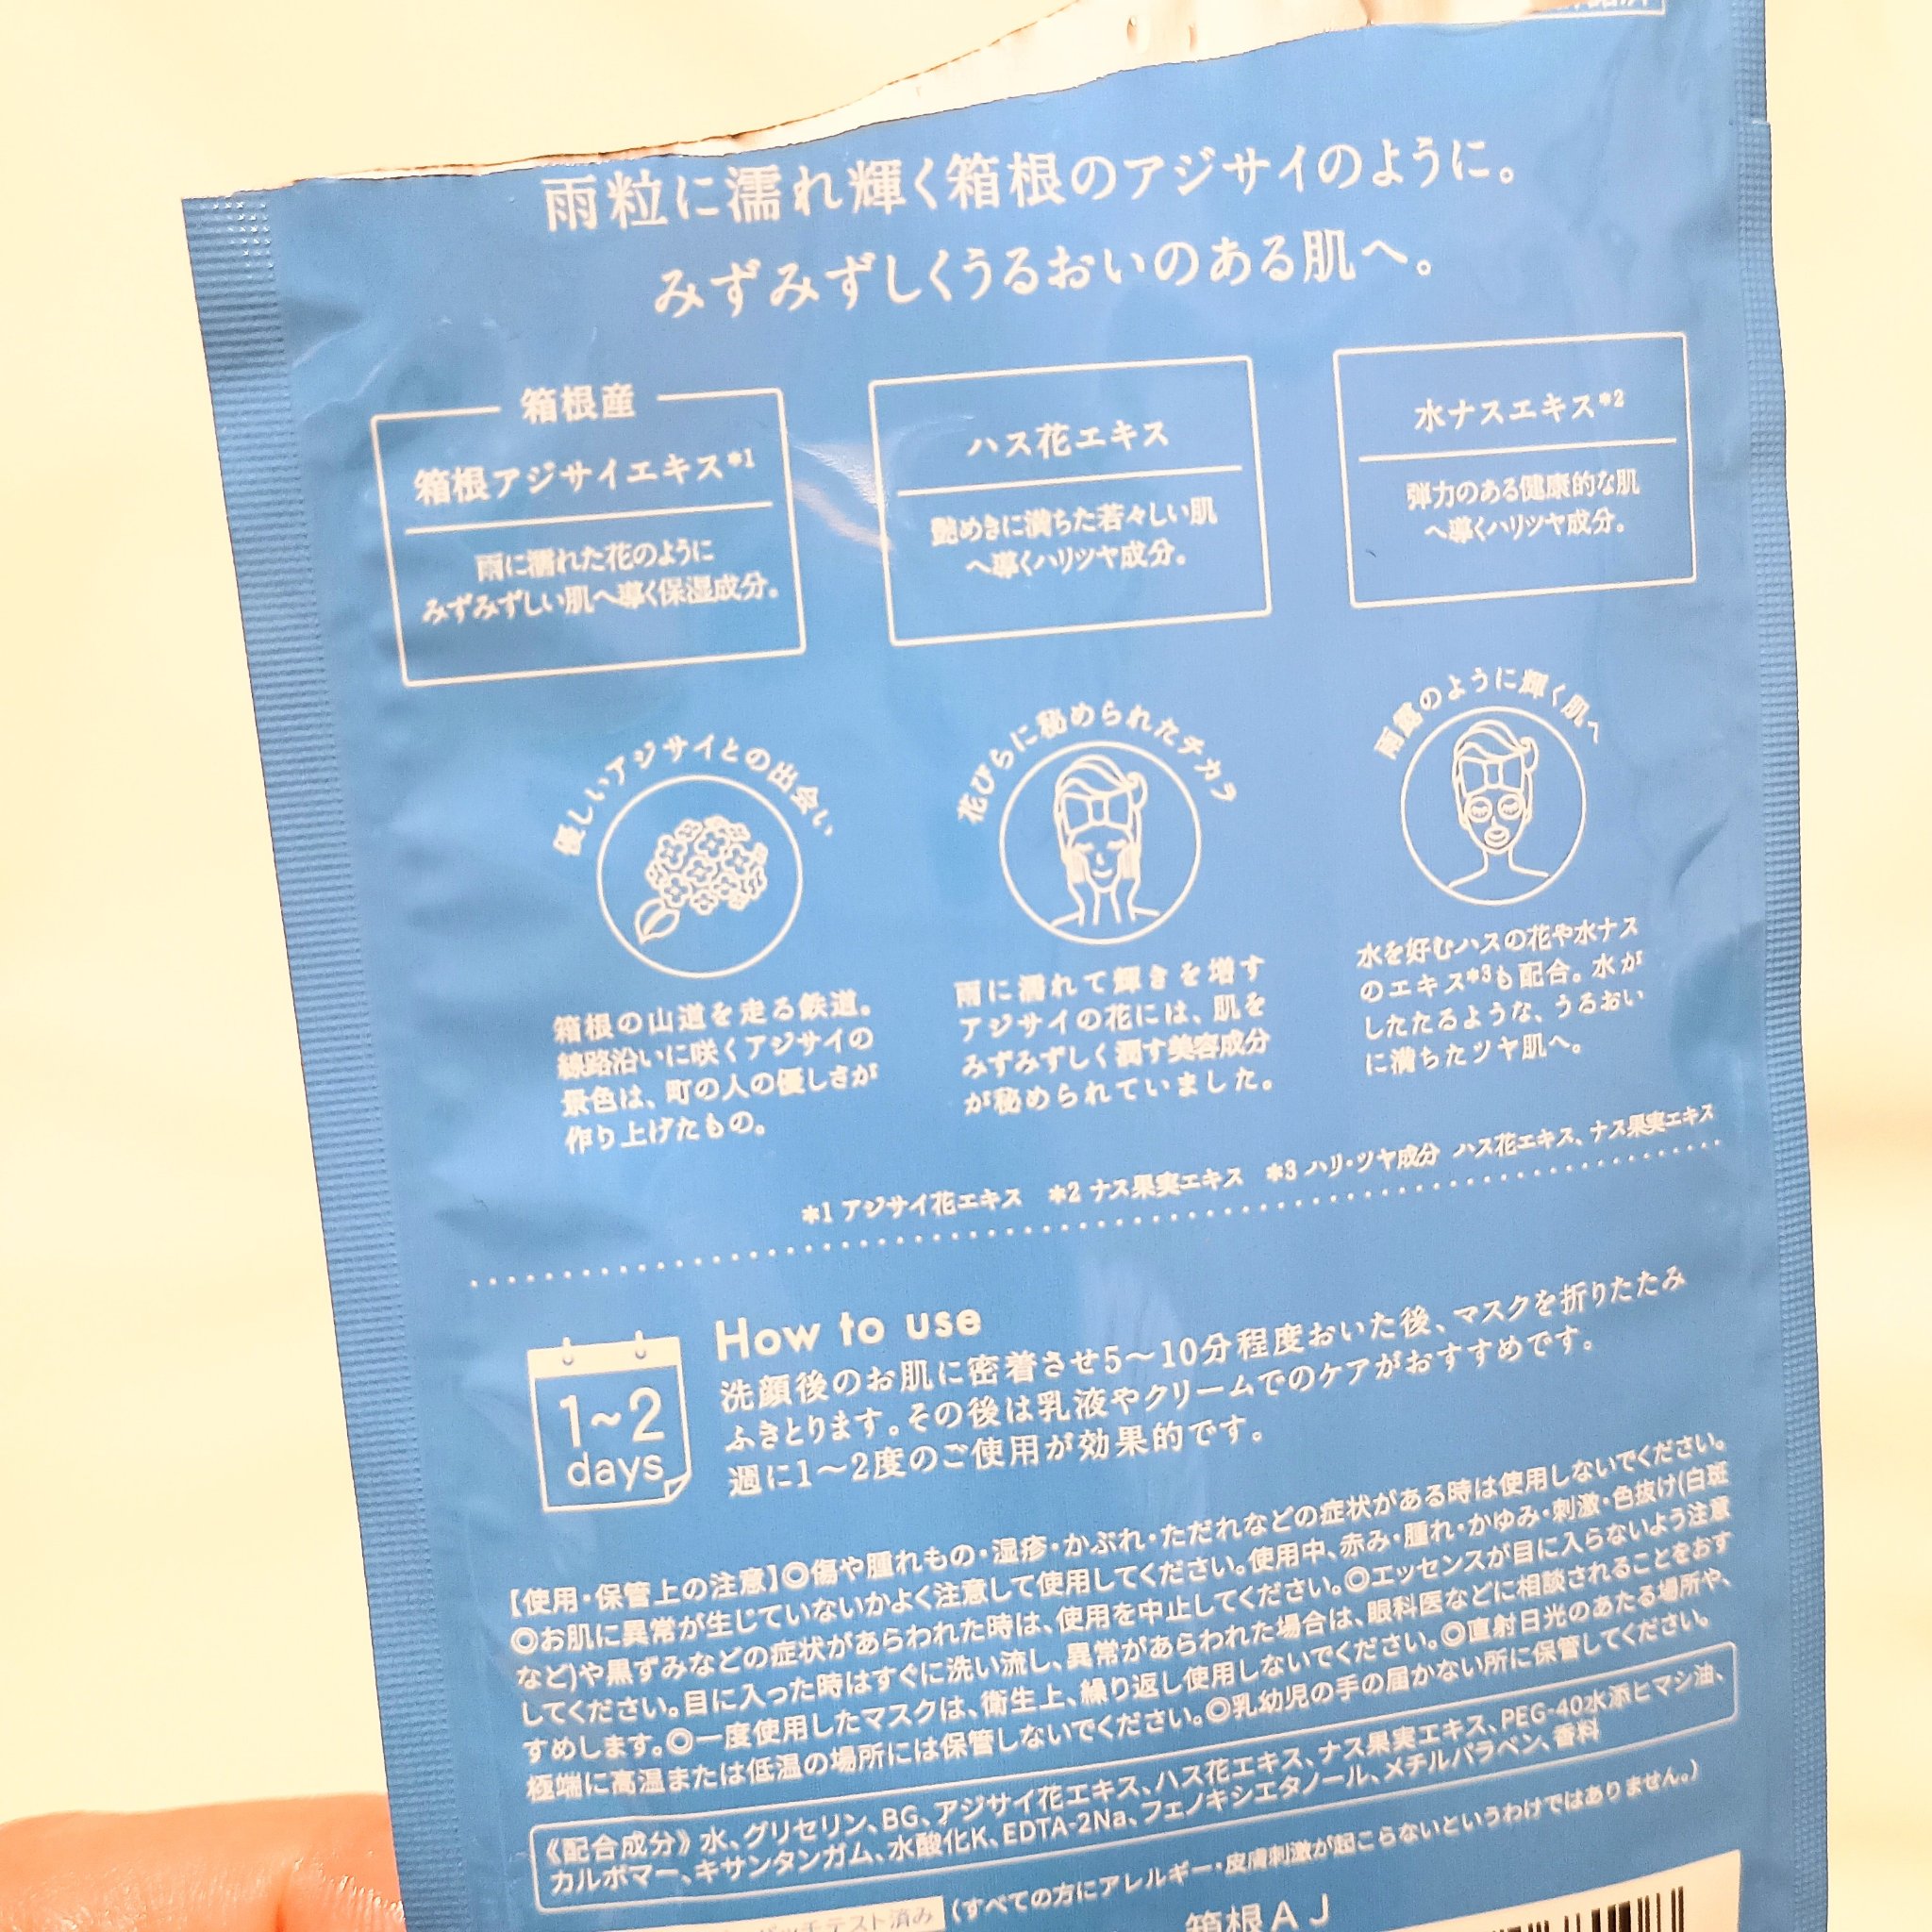 雨粒に濡れ輝く箱根のアジサイのように。
みずみずしくうるおいのある肌へ。
箱根産
箱根アジサイエキス*1
雨に濡れた花のように
みずみずしい肌へ導く保湿成分。
ハス花エキス
艶めきに満ちた若々しい肌
へ導くハリツヤ成分。
水ナスエキス*2
弾力のある健康的な肌
へ導くハリツヤ成分。
優しいアジサイとの出会い
箱根の山道を走る鉄道。
線路沿いに咲くアジサイの
景色は、町の人の優しさが
作り上げたもの。
花びらに秘められたチカラ
雨に濡れて輝きを増す
アジサイの花には、肌を
みずみずしく潤す美容成分
が秘められていました。
雨露のように輝く肌へ
水を好むハスの花や水ナス
のエキス*3も配合。水が
したたるような、うるおい
に満ちたツヤ肌へ。
*1 アジサイ花エキス *2 ナス果実エキス *3 ハリ・ツヤ成分 ハス花エキス、ナス果実エキス
1~2
days
How to use
洗顔後のお肌に密着させ5〜10分程度おいた後、マスクを折りたたみ
ふきとります。その後は乳液やクリームでのケアがおすすめです。
週に1〜2度のご使用が効果的です。
【使用・保管上の注意】◎傷や腫れもの・湿疹・かぶれ・ただれなどの症状がある時は使用しないでください。
◎お肌に異常が生じていないかよく注意して使用してください。使用中、赤み・腫れ・かゆみ・刺激・色抜け(白斑
など)や黒ずみなどの症状があらわれた時は、使用を中止してください。◎エッセンスが目に入らないよう注意
してください。目に入った時はすぐに洗い流し、異常があらわれた場合は、眼科医などに相談されることをおす
すめします。◎一度使用したマスクは、衛生上、繰り返し使用しないでください。◎直射日光のあたる場所や、
極端に高温または低温の場所には保管しないでください。◎乳幼児の手の届かない所に保管してください。
《配合成分》水、グリセリン、BG、アジサイ花エキス、ハス花エキス、ナス果実エキス、PEG-40水添ヒマシ油、
カルボマー、キサンタンガム、水酸化K、EDTA-2Na、フェノキシエタノール、メチルパラベン、香料
パッチテスト済み (すべての方にアレルギー・皮膚刺激が起こらないというわけではありません。)
箱根AJ